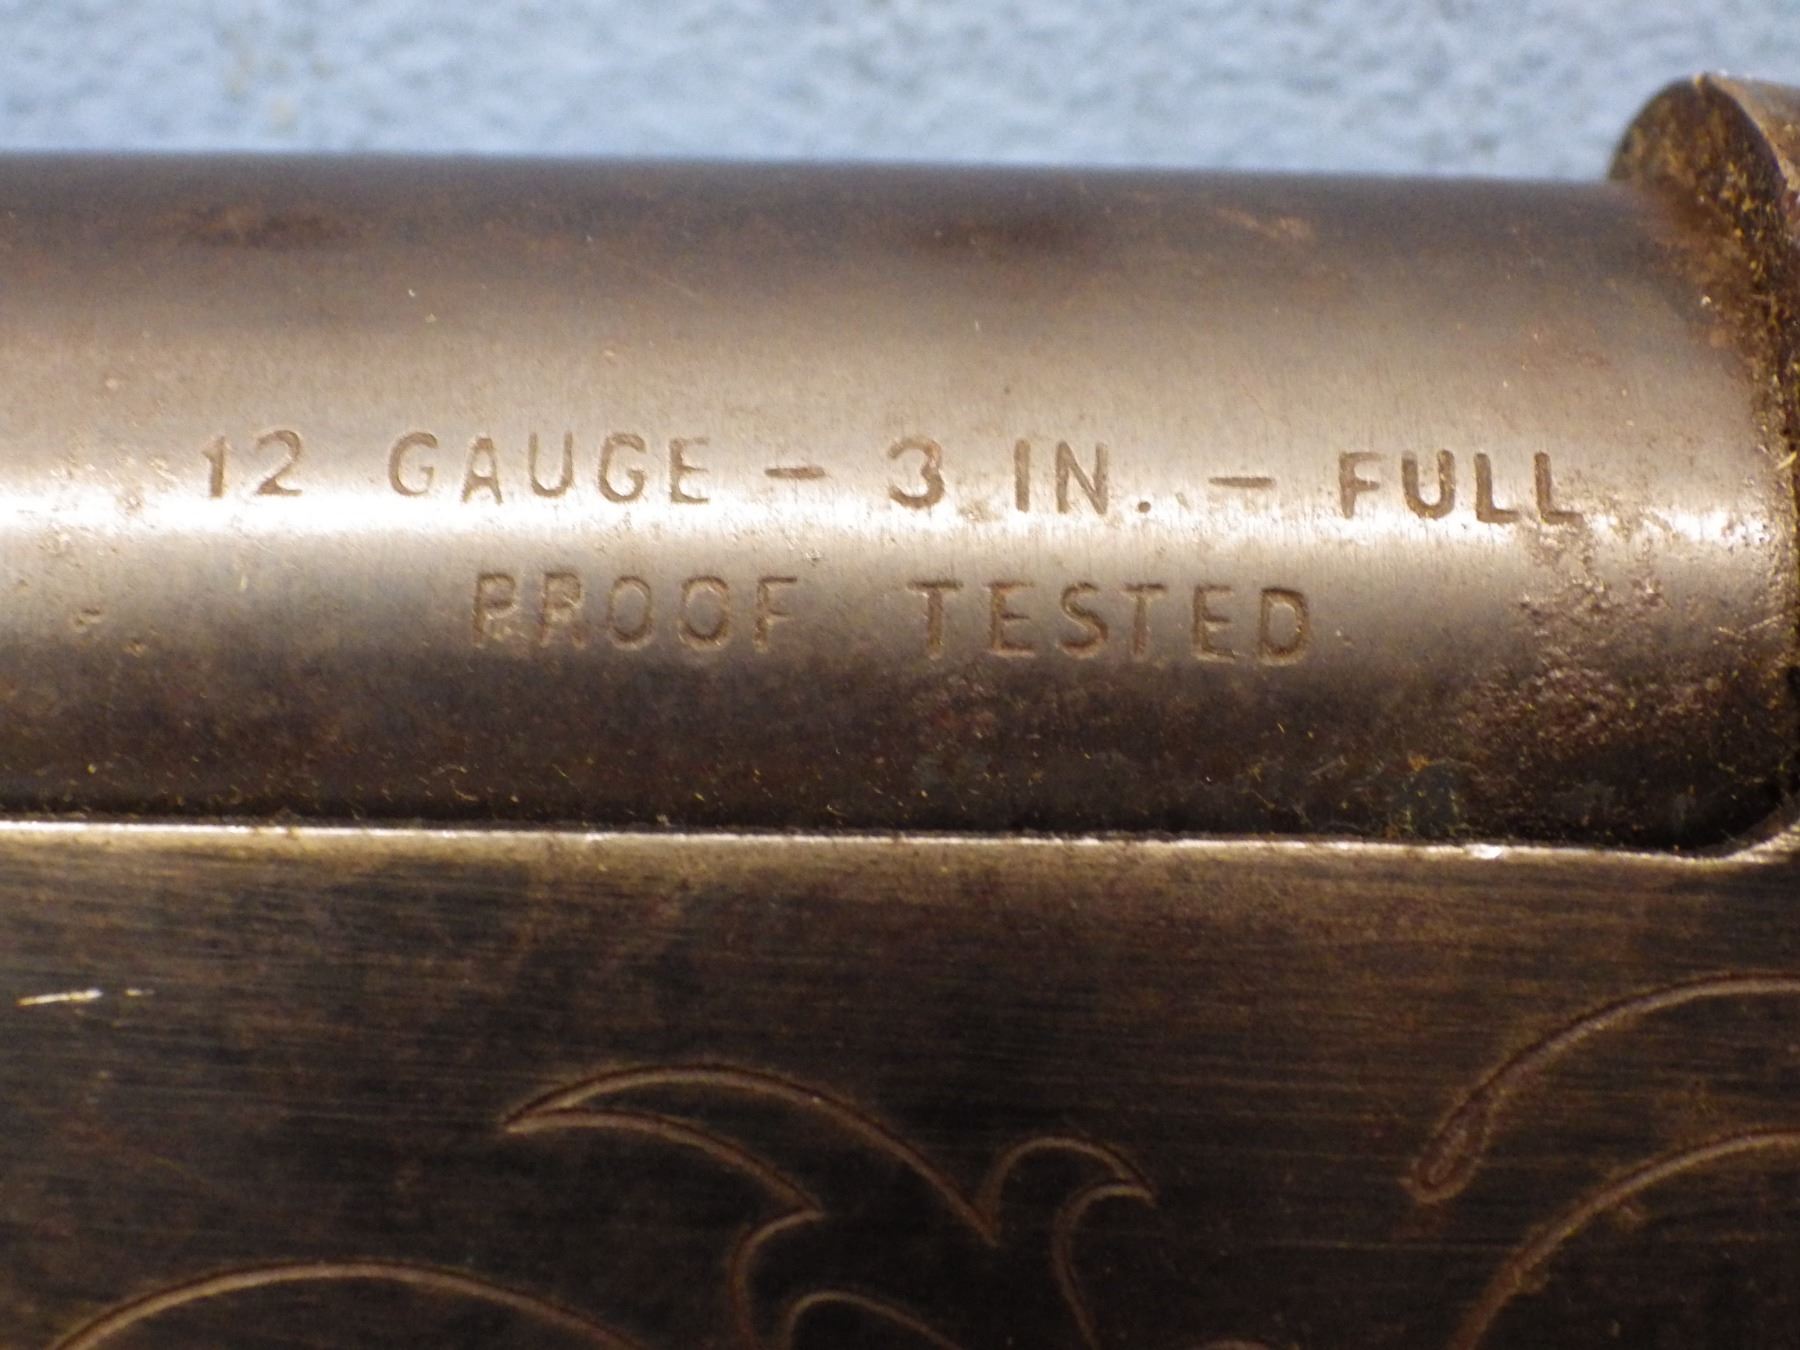 12 GAUGE - 3 IN. - FULL
PROOF TESTED